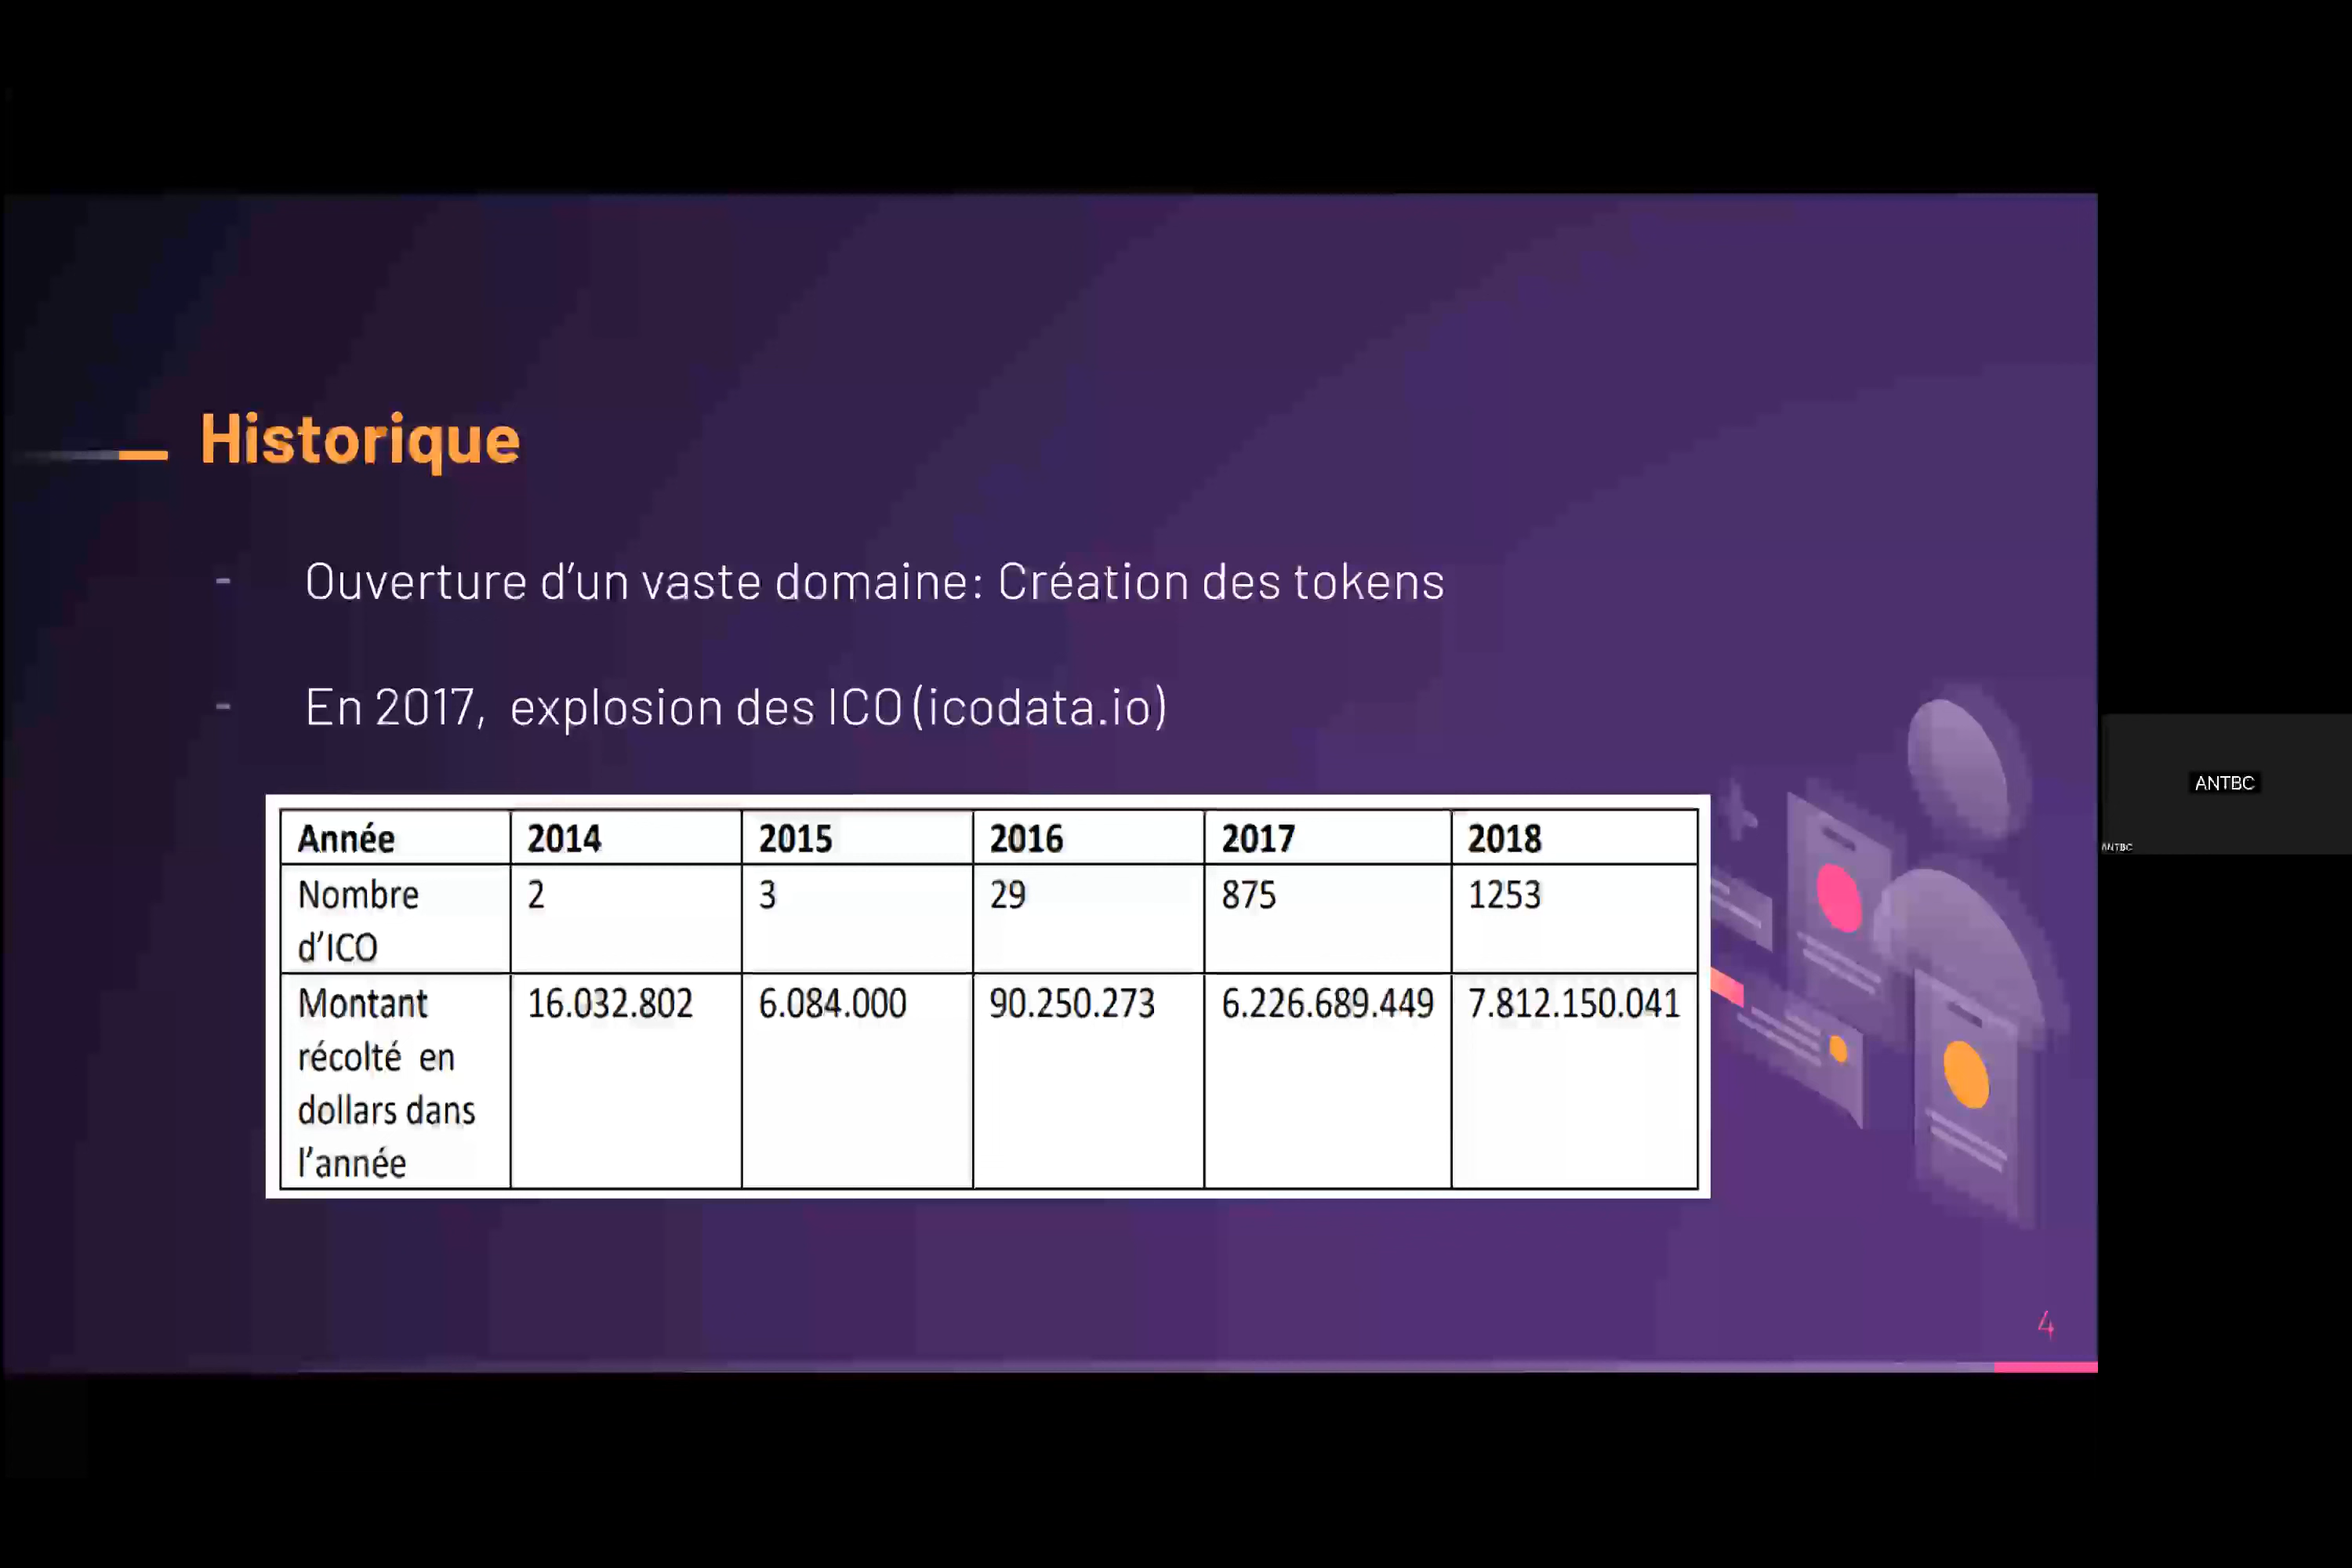 Historique
- Ouverture d'un vaste domaine: Création des tokens
- En 2017, explosion des ICO (icodata.io)
Année 2014 2015 2016 2017 2018
Nombre d'ICO 2 3 29 875 1253
Montant récolté en dollars dans l'année 16.032.802 6.084.000 90.250.273 6.226.689.449 7.812.150.041
4
ANTBC
ANTBC